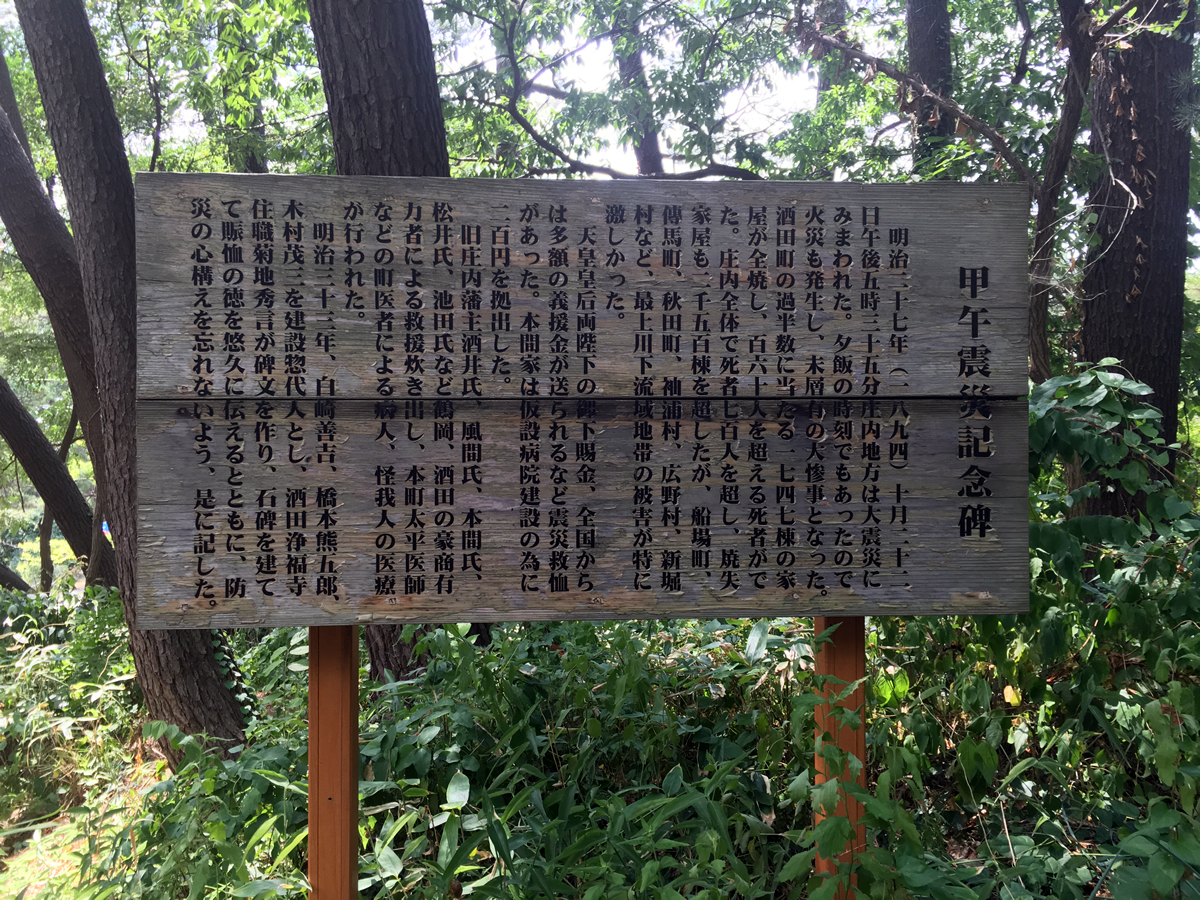 甲午震災記念碑
明治二十七年(一八九四)十月二十二
日午後五時三十五分庄内地方は大震災に
みまわれた。夕飯の時刻でもあったので
火災も発生し、未層有の大惨事となった。
酒田町の過半数に当たる一七四七棟の家
屋が全焼し、百六十人を超える死者がで
た。庄内全体で死者七百人を超し、焼失
家屋も二千五百棟を超したが、船場町、
傳馬町、秋田町、袖浦村、広野村、新堀
村など、最上川下流域地帯の被害が特に
激しかった。
天皇皇后両陛下の御下賜金、全国から
は多額の義援金が送られるなど震災救恤
があった。本間家は仮設病院建設の為に
二百円を拠出した。
旧庄内藩主酒井氏、風間氏、本間氏、
松井氏、池田氏など鶴岡、酒田の豪商有
力者による救援炊き出し、本町太平医師
などの町医者による病人、怪我人の医療
が行われた。
明治三十二年、白崎善吉、橋本熊五郎、
木村茂三を建設惣代人とし、酒田浄福寺
住職菊地秀言が碑文を作り、石碑を建て
て賑恤の徳を悠久に伝えるとともに、防
災の心構えを忘れないよう、是に記した。